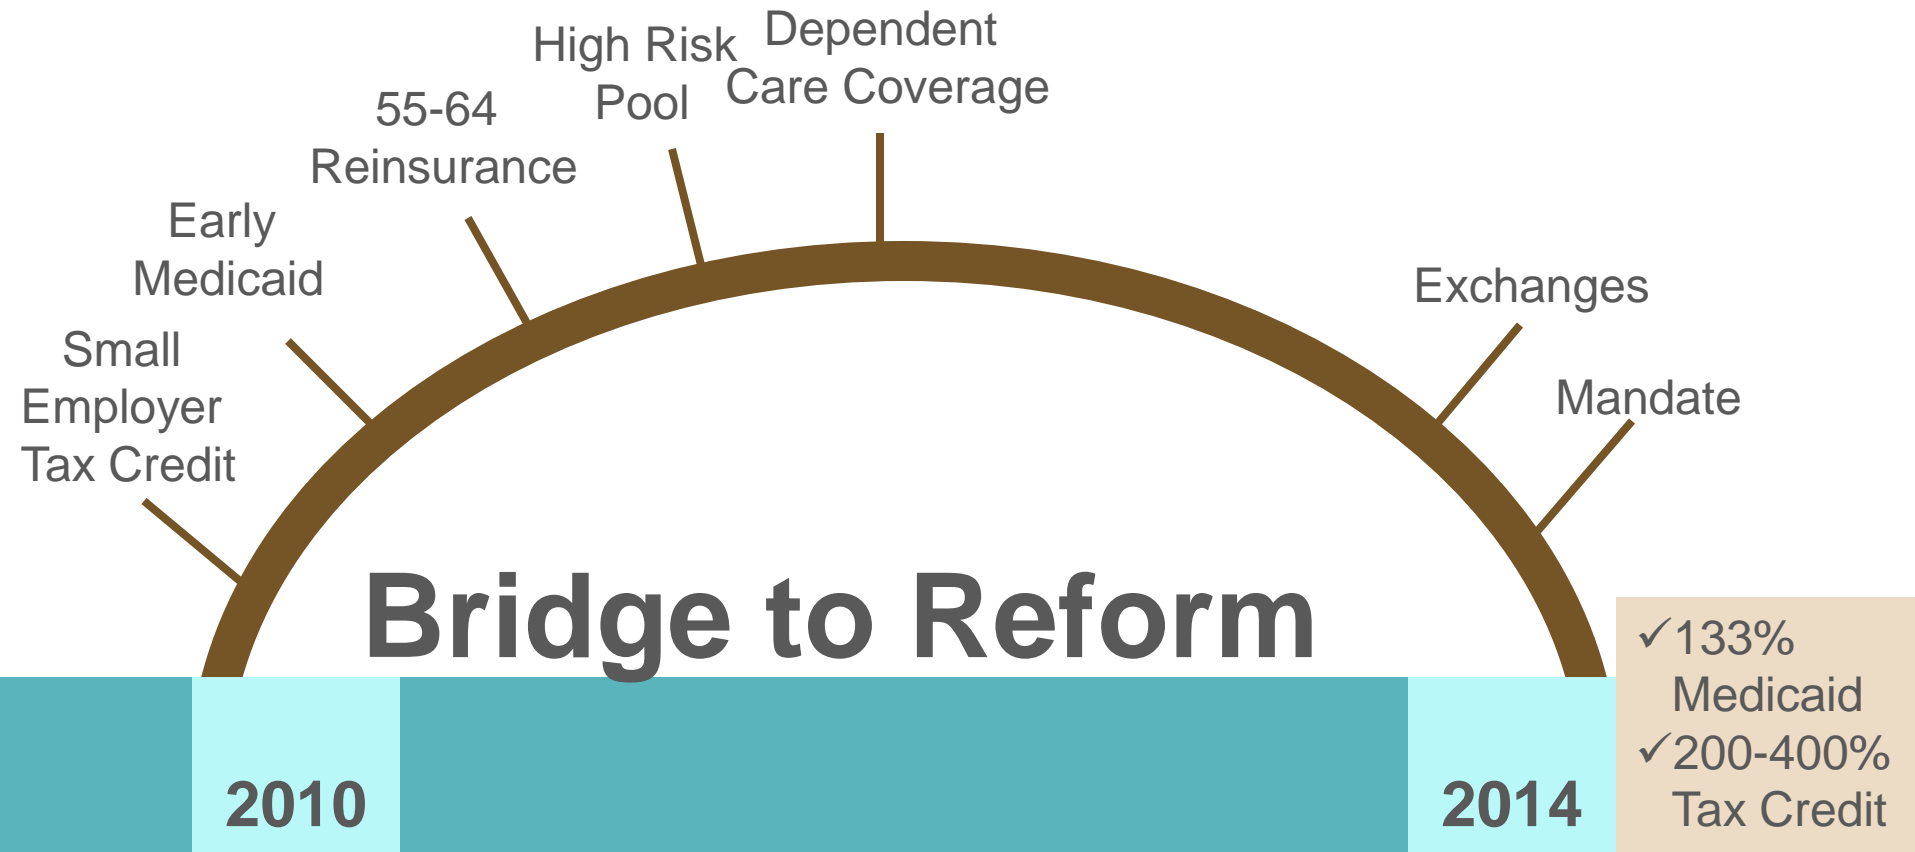 Small
Employer
Tax Credit
Early
Medicaid
55-64
Reinsurance
High Risk
Pool
Dependent
Care Coverage
Exchanges
Mandate
Bridge to Reform
2010
2014
✓133%
Medicaid
✓200-400%
Tax Credit